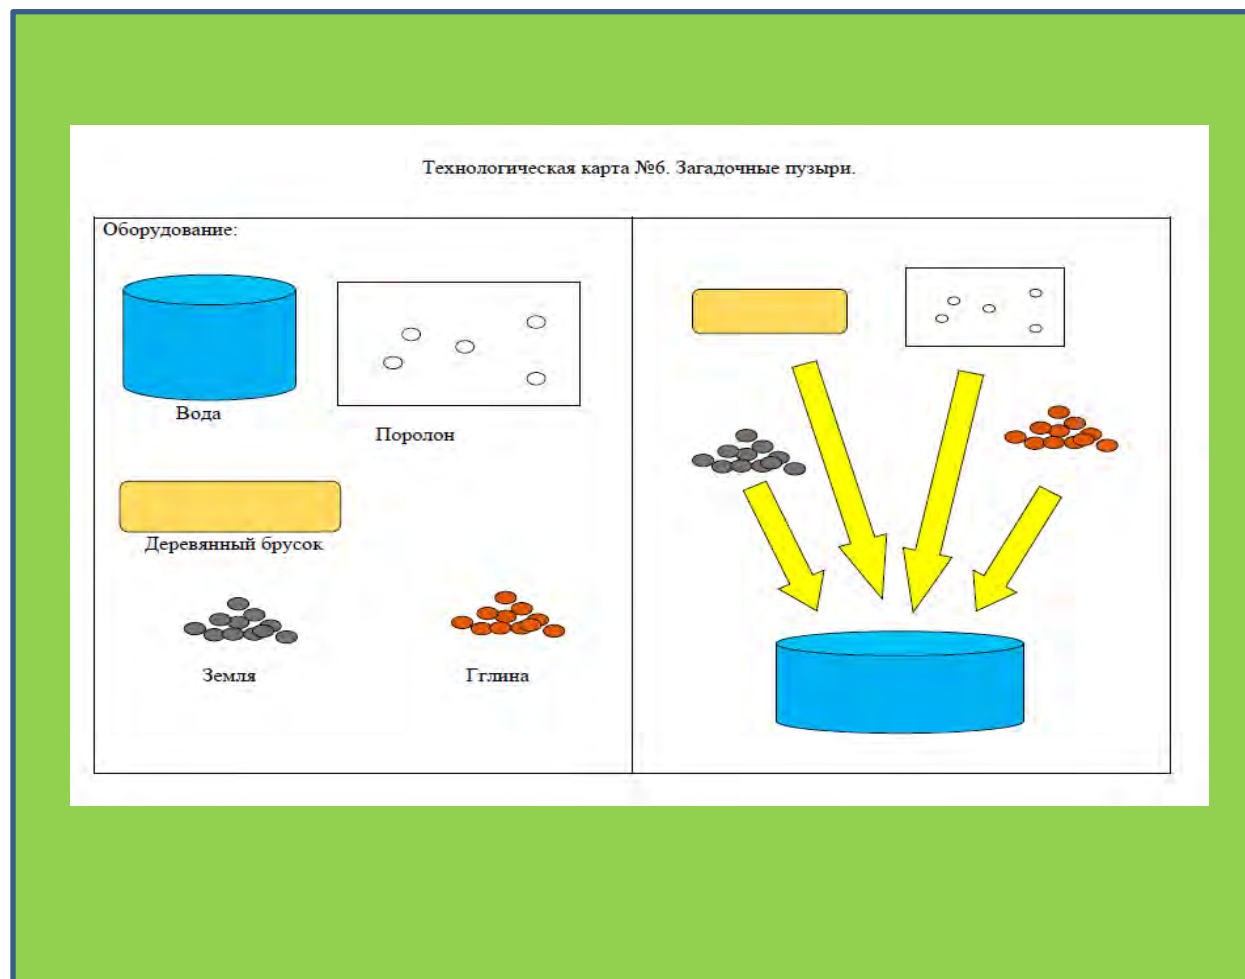 Технологическая карта №6. Загадочные пузыри.
Оборудование:
Вода
Поролон
Деревянный брусок
Земля
Гглина